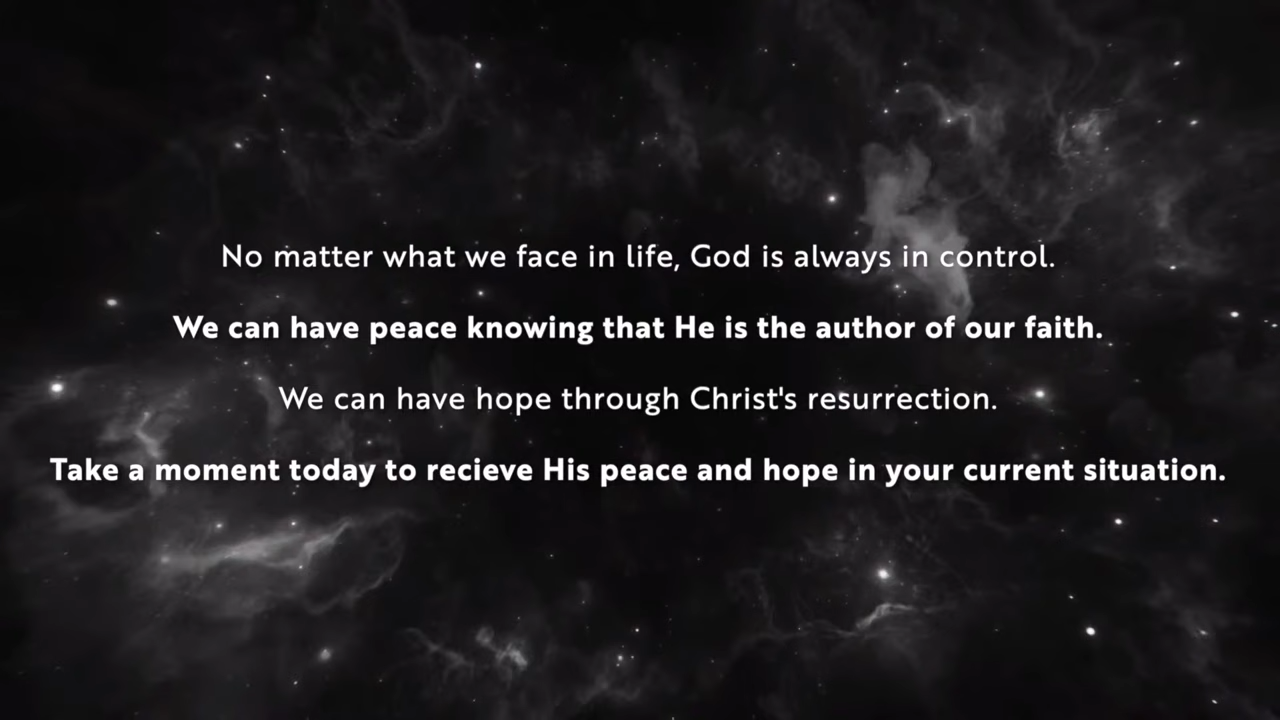 No matter what we face in life, God is always in control.
We can have peace knowing that He is the author of our faith.
We can have hope through Christ's resurrection.
Take a moment today to recieve His peace and hope in your current situation.